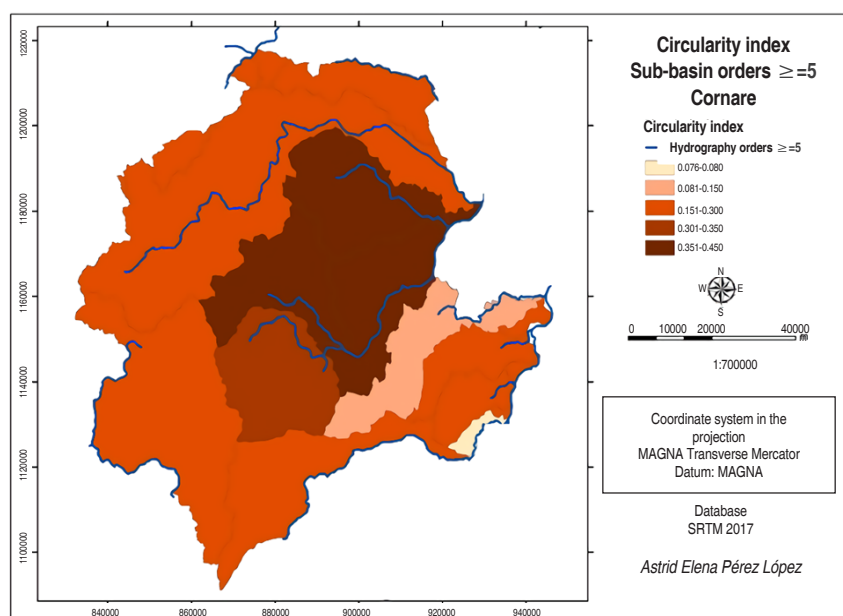 Circularity index
Sub-basin orders ≥=5
Cornare
Circularity index
Hydrography orders ≥=5
0.076-0.080
0.081-0.150
0.151-0.300
0.301-0.350
0.351-0.450
N
W E
S
0 10000 20000 40000
m
1:700000
Coordinate system in the
projection
MAGNA Transverse Mercator
Datum: MAGNA
Database
SRTM 2017
Astrid Elena Pérez López
1220000
1200000
1180000
1160000
1140000
1120000
1100000
840000 860000 880000 900000 920000 940000